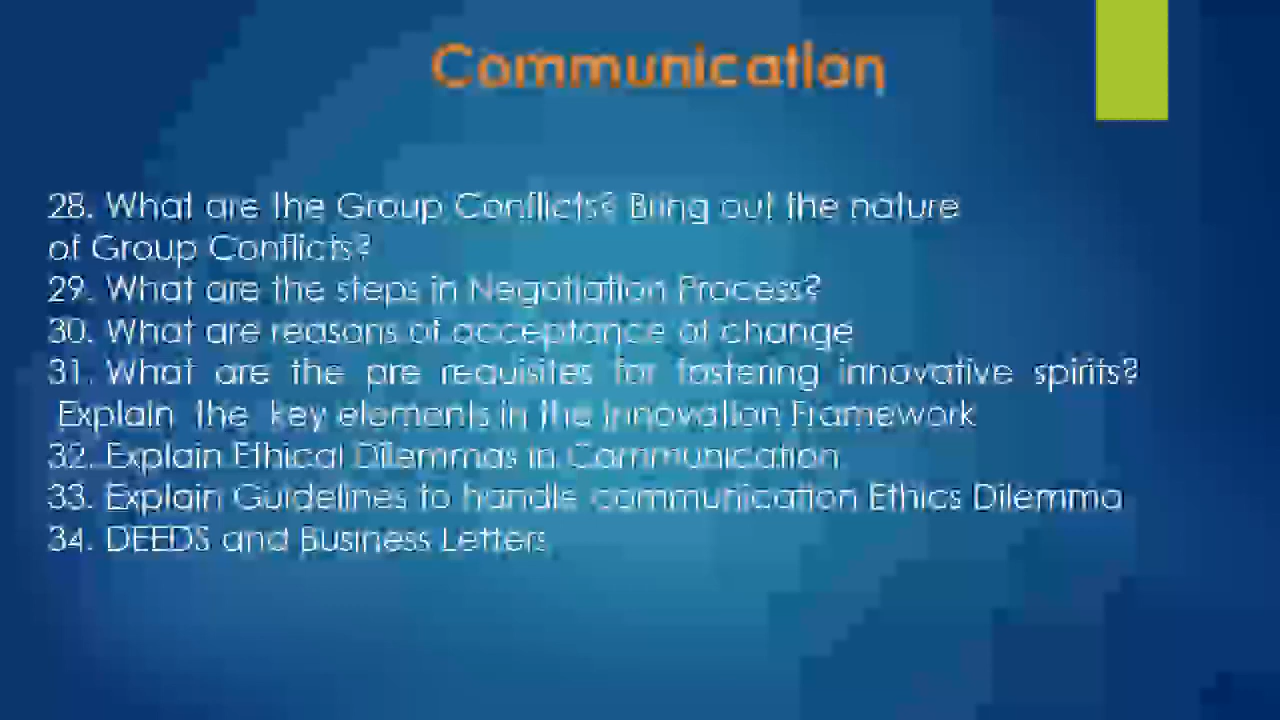 Communication
28. What are the Group Conflicts? Bring out the nature
of Group Conflicts?
29. What are the steps in Negotiation Process?
30. What are reasons of acceptance of change
31. What are the pre requisites for fostering innovative spirits?
Explain the key elements in the Innovation Framework
32. Explain Ethical Dilemmas in Communication
33. Explain Guidelines to handle communication Ethics Dilemma
34. DEEDS and Business Letters